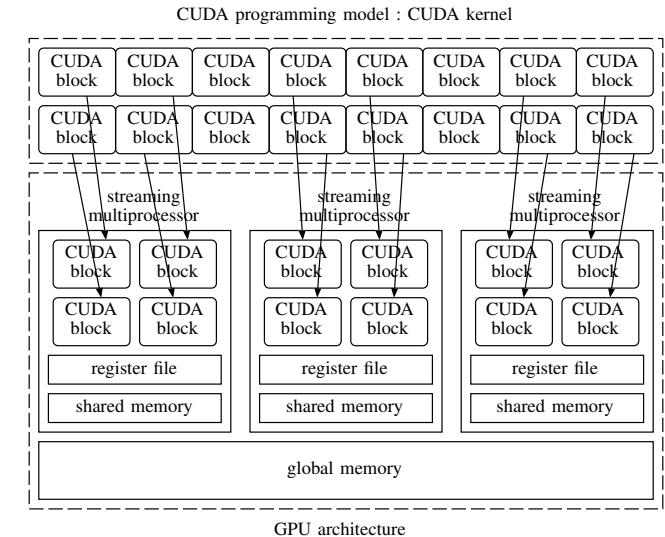 CUDA programming model : CUDA kernel
CUDA CUDA CUDA CUDA CUDA CUDA CUDA CUDA
block block block block block block block block
CUDA CUDA CUDA CUDA CUDA CUDA CUDA CUDA
block block block block block block block block
streaming streaming streaming
multiprocessor multiprocessor multiprocessor
CUDA CUDA CUDA CUDA CUDA CUDA
block block block block block block
CUDA CUDA CUDA CUDA CUDA CUDA
block block block block block block
register file register file register file
shared memory shared memory shared memory
global memory
GPU architecture